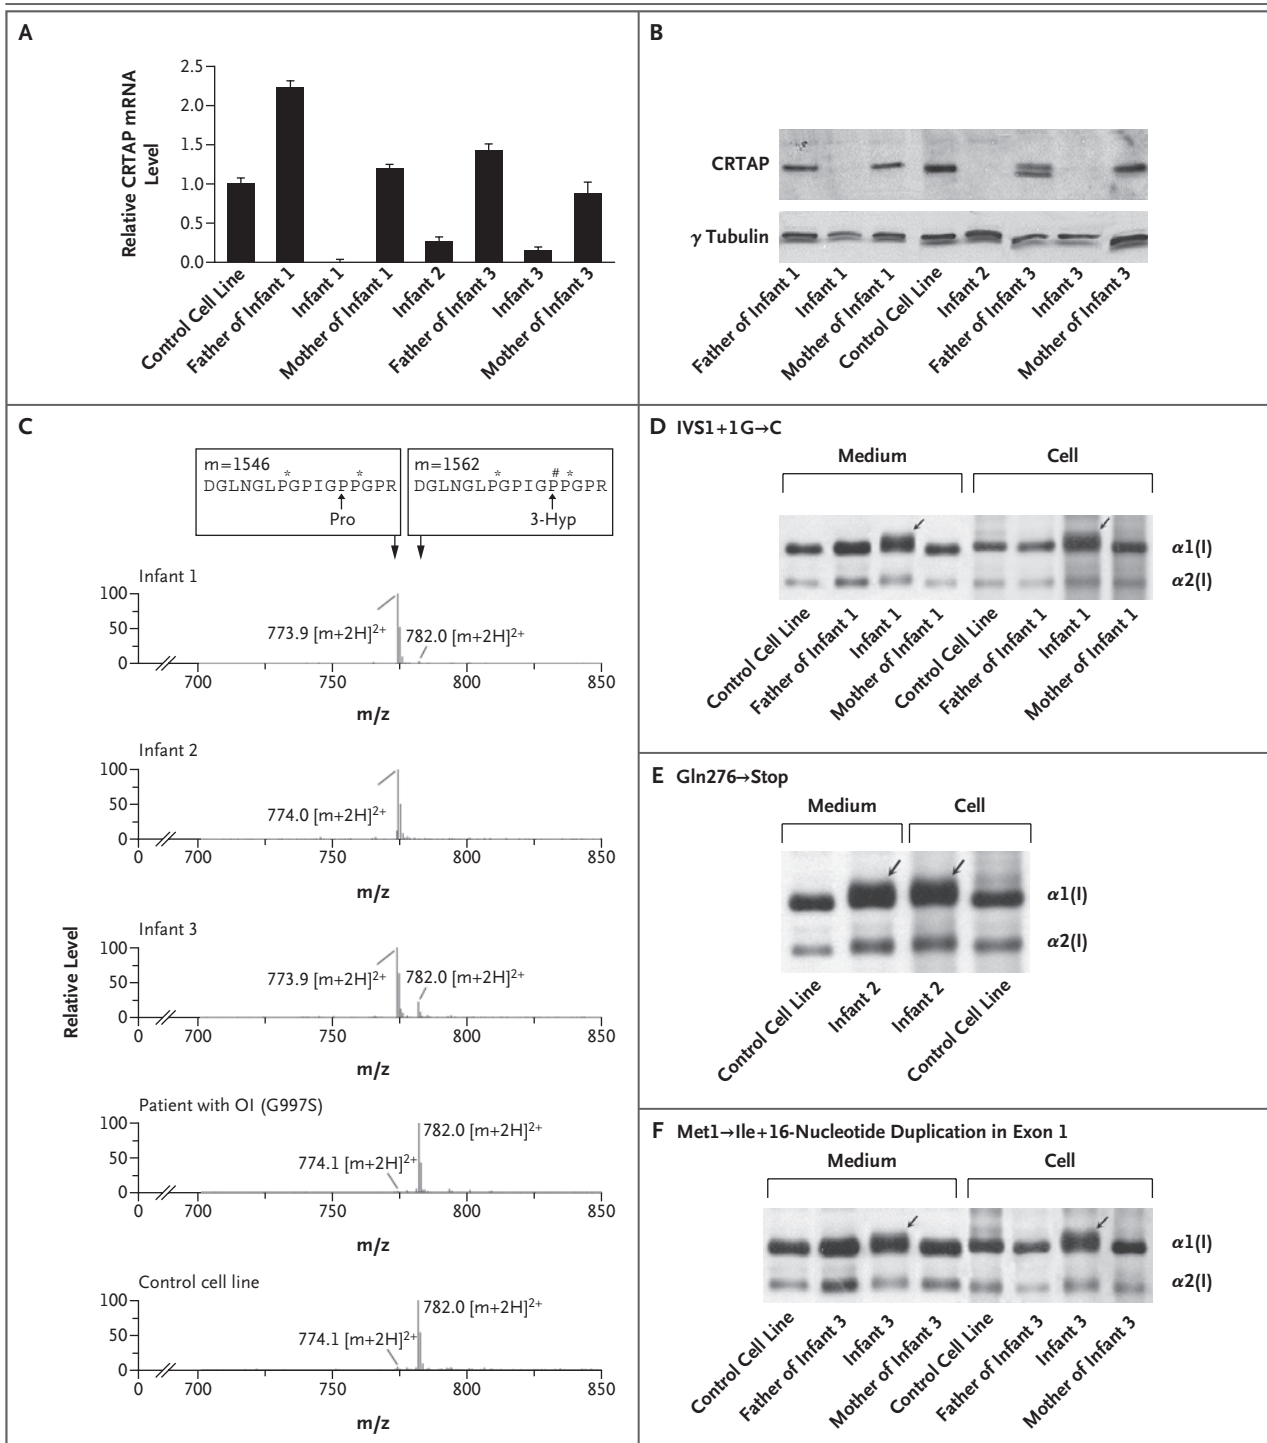 A
Relative CRTAP mRNA
Level
2.5
2.0
1.5
1.0
0.5
0.0
Control Cell Line
Father of Infant 1
Infant 1
Mother of Infant 1
Infant 2
Father of Infant 3
Infant 3
Mother of Infant 3
B
CRTAP
γ Tubulin
Father of Infant 1
Infant 1
Mother of Infant 1
Control Cell Line
Infant 2
Father of Infant 3
Infant 3
Mother of Infant 3
C
m=1546
* *
DGLNGLPGPIGPPGPR
Pro
m=1562
* # *
DGLNGLPGPIGPPGPR
3-Hyp
Relative Level
Infant 1
100
50
0
773.9 [m+2H]²⁺ 782.0 [m+2H]²⁺
700 750 800 850
m/z
Infant 2
100
50
0
774.0 [m+2H]²⁺
0 700 750 800 850
m/z
Infant 3
100
50
0
773.9 [m+2H]²⁺ 782.0 [m+2H]²⁺
0 700 750 800 850
m/z
Patient with OI (G997S)
100
50
0
782.0 [m+2H]²⁺
774.1 [m+2H]²⁺
0 700 750 800 850
m/z
Control cell line
100
50
0
782.0 [m+2H]²⁺
774.1 [m+2H]²⁺
0 700 750 800 850
m/z
D IVS1+1G→C
Medium Cell
α1(I)
α2(I)
Control Cell Line
Father of Infant 1
Infant 1
Mother of Infant 1
Control Cell Line
Father of Infant 1
Infant 1
Mother of Infant 1
E Gln276→Stop
Medium Cell
α1(I)
α2(I)
Control Cell Line
Infant 2
Infant 2
Control Cell Line
F Met1→Ile+16-Nucleotide Duplication in Exon 1
Medium Cell
α1(I)
α2(I)
Control Cell Line
Father of Infant 3
Infant 3
Mother of Infant 3
Control Cell Line
Father of Infant 3
Infant 3
Mother of Infant 3